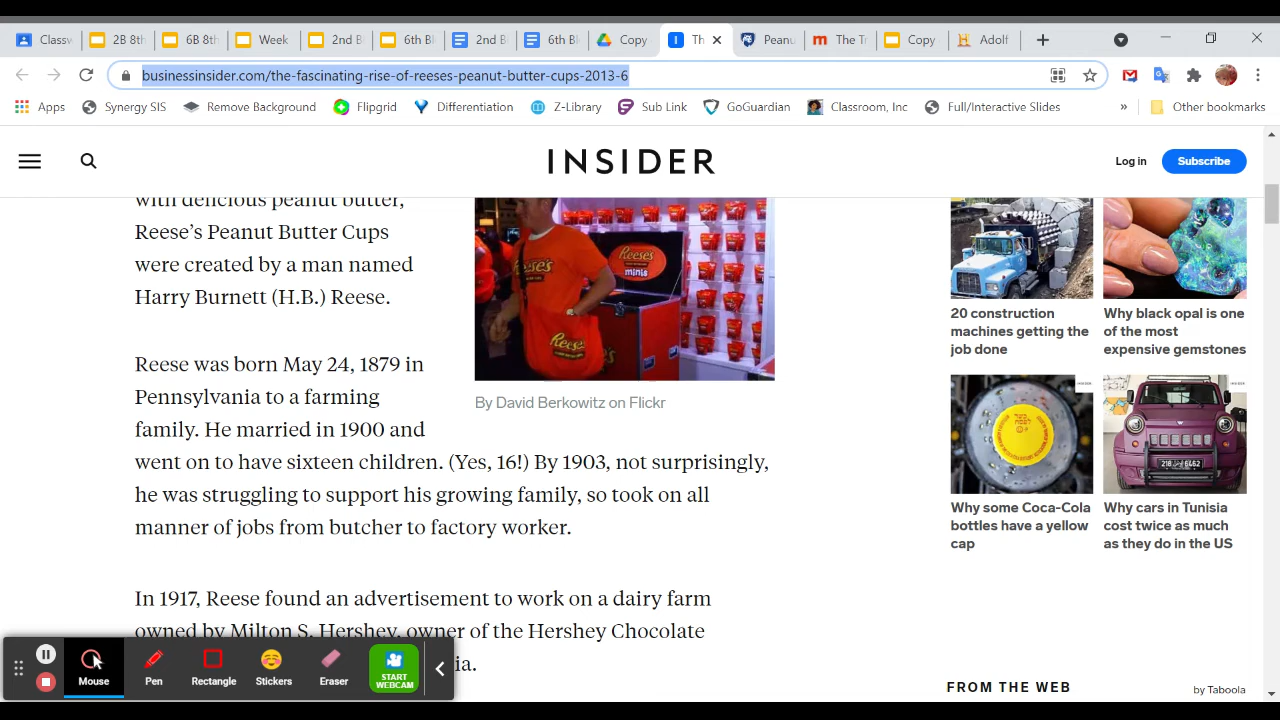 Classw
2B 8th
6B 8th
Week
2nd B
6th Bl
2nd B
6th Bl
Copy
Th
Peanu
The Tr
Copy
Adolf
businessinsider.com/the-fascinating-rise-of-reeses-peanut-butter-cups-2013-6
Apps
Synergy SIS
Remove Background
Flipgrid
Differentiation
Z-Library
Sub Link
GoGuardian
Classroom, Inc
Full/Interactive Slides
»
Other bookmarks
INSIDER
Log in
Subscribe
with delicious peanut butter,
Reese’s Peanut Butter Cups
were created by a man named
Harry Burnett (H.B.) Reese.
REESE'S
Reese's
minis
Reese's
By David Berkowitz on Flickr
Reese was born May 24, 1879 in
Pennsylvania to a farming
family. He married in 1900 and
went on to have sixteen children. (Yes, 16!) By 1903, not surprisingly,
he was struggling to support his growing family, so took on all
manner of jobs from butcher to factory worker.
In 1917, Reese found an advertisement to work on a dairy farm
owned by Milton S. Hershey, owner of the Hershey Chocolate
ia.
20 construction
machines getting the
job done
Why black opal is one
of the most
expensive gemstones
Why some Coca-Cola
bottles have a yellow
cap
Why cars in Tunisia
cost twice as much
as they do in the US
FROM THE WEB
by Taboola
Mouse
Pen
Rectangle
Stickers
Eraser
START
WEBCAM